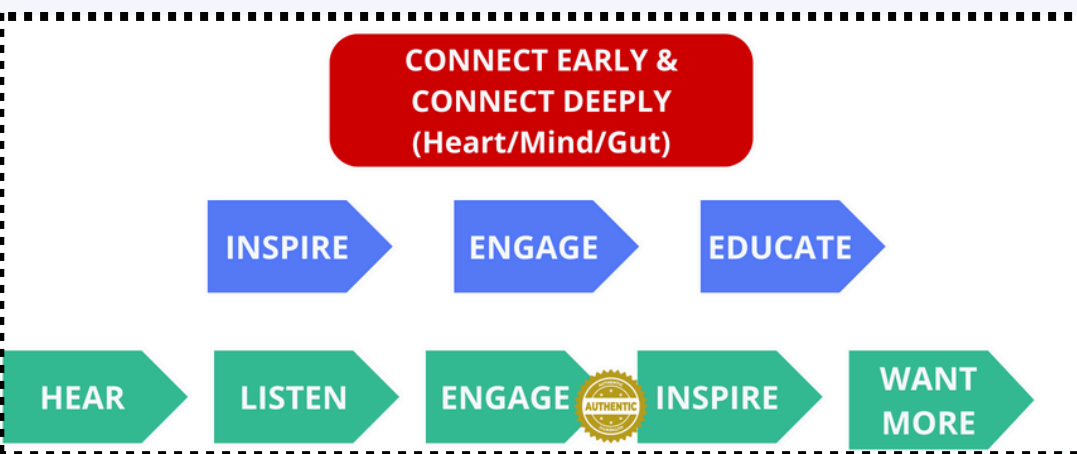 CONNECT EARLY &
CONNECT DEEPLY
(Heart/Mind/Gut)
INSPIRE
ENGAGE
EDUCATE
HEAR
LISTEN
ENGAGE
AUTHENTIC
INSPIRE
WANT
MORE